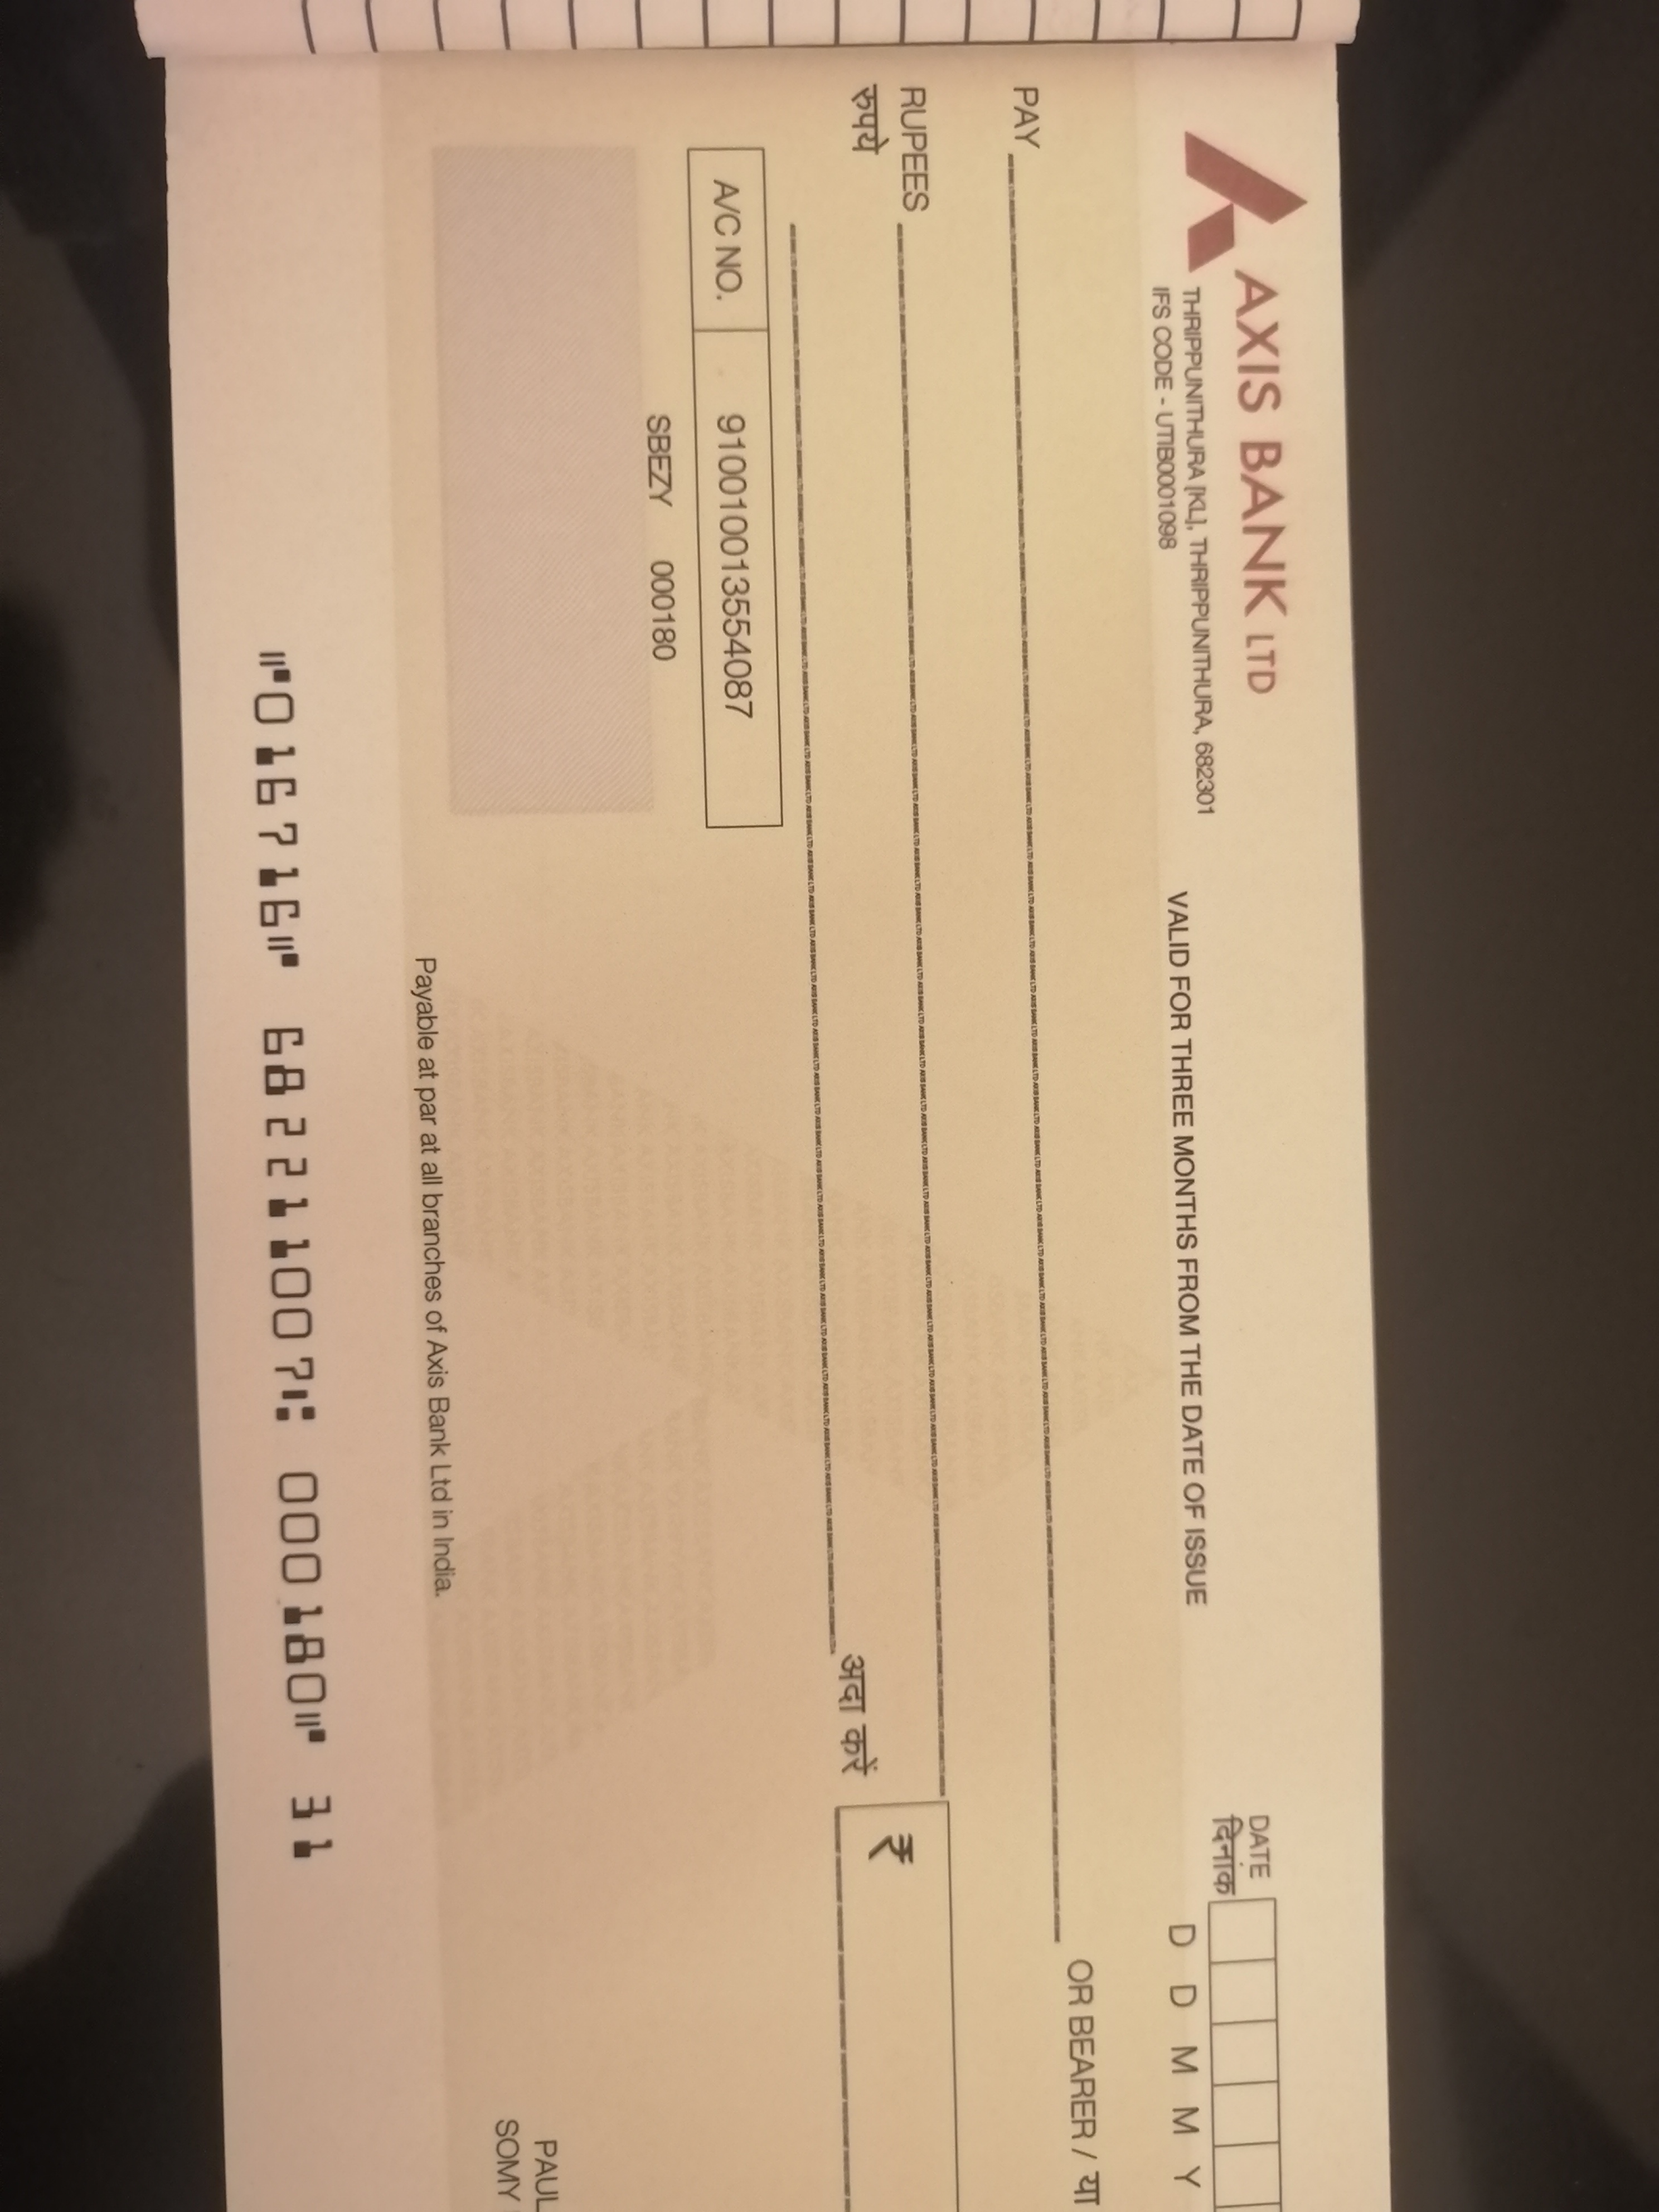 AXIS BANK LTD
THRIPPUNITHURA [KL], THRIPPUNITHURA, 682301
IFS CODE - UTIB0001098
VALID FOR THREE MONTHS FROM THE DATE OF ISSUE
DATE
दिनांक
D D M M Y
PAY
OR BEARER / या
RUPEES
रुपये
अदा करें
₹
A/C NO. 910010013554087
SBEZY 000180
PAUL
SOMY
Payable at par at all branches of Axis Bank Ltd in India.
⑈016716⑈ 682211007⑆ 000180⑈ 31